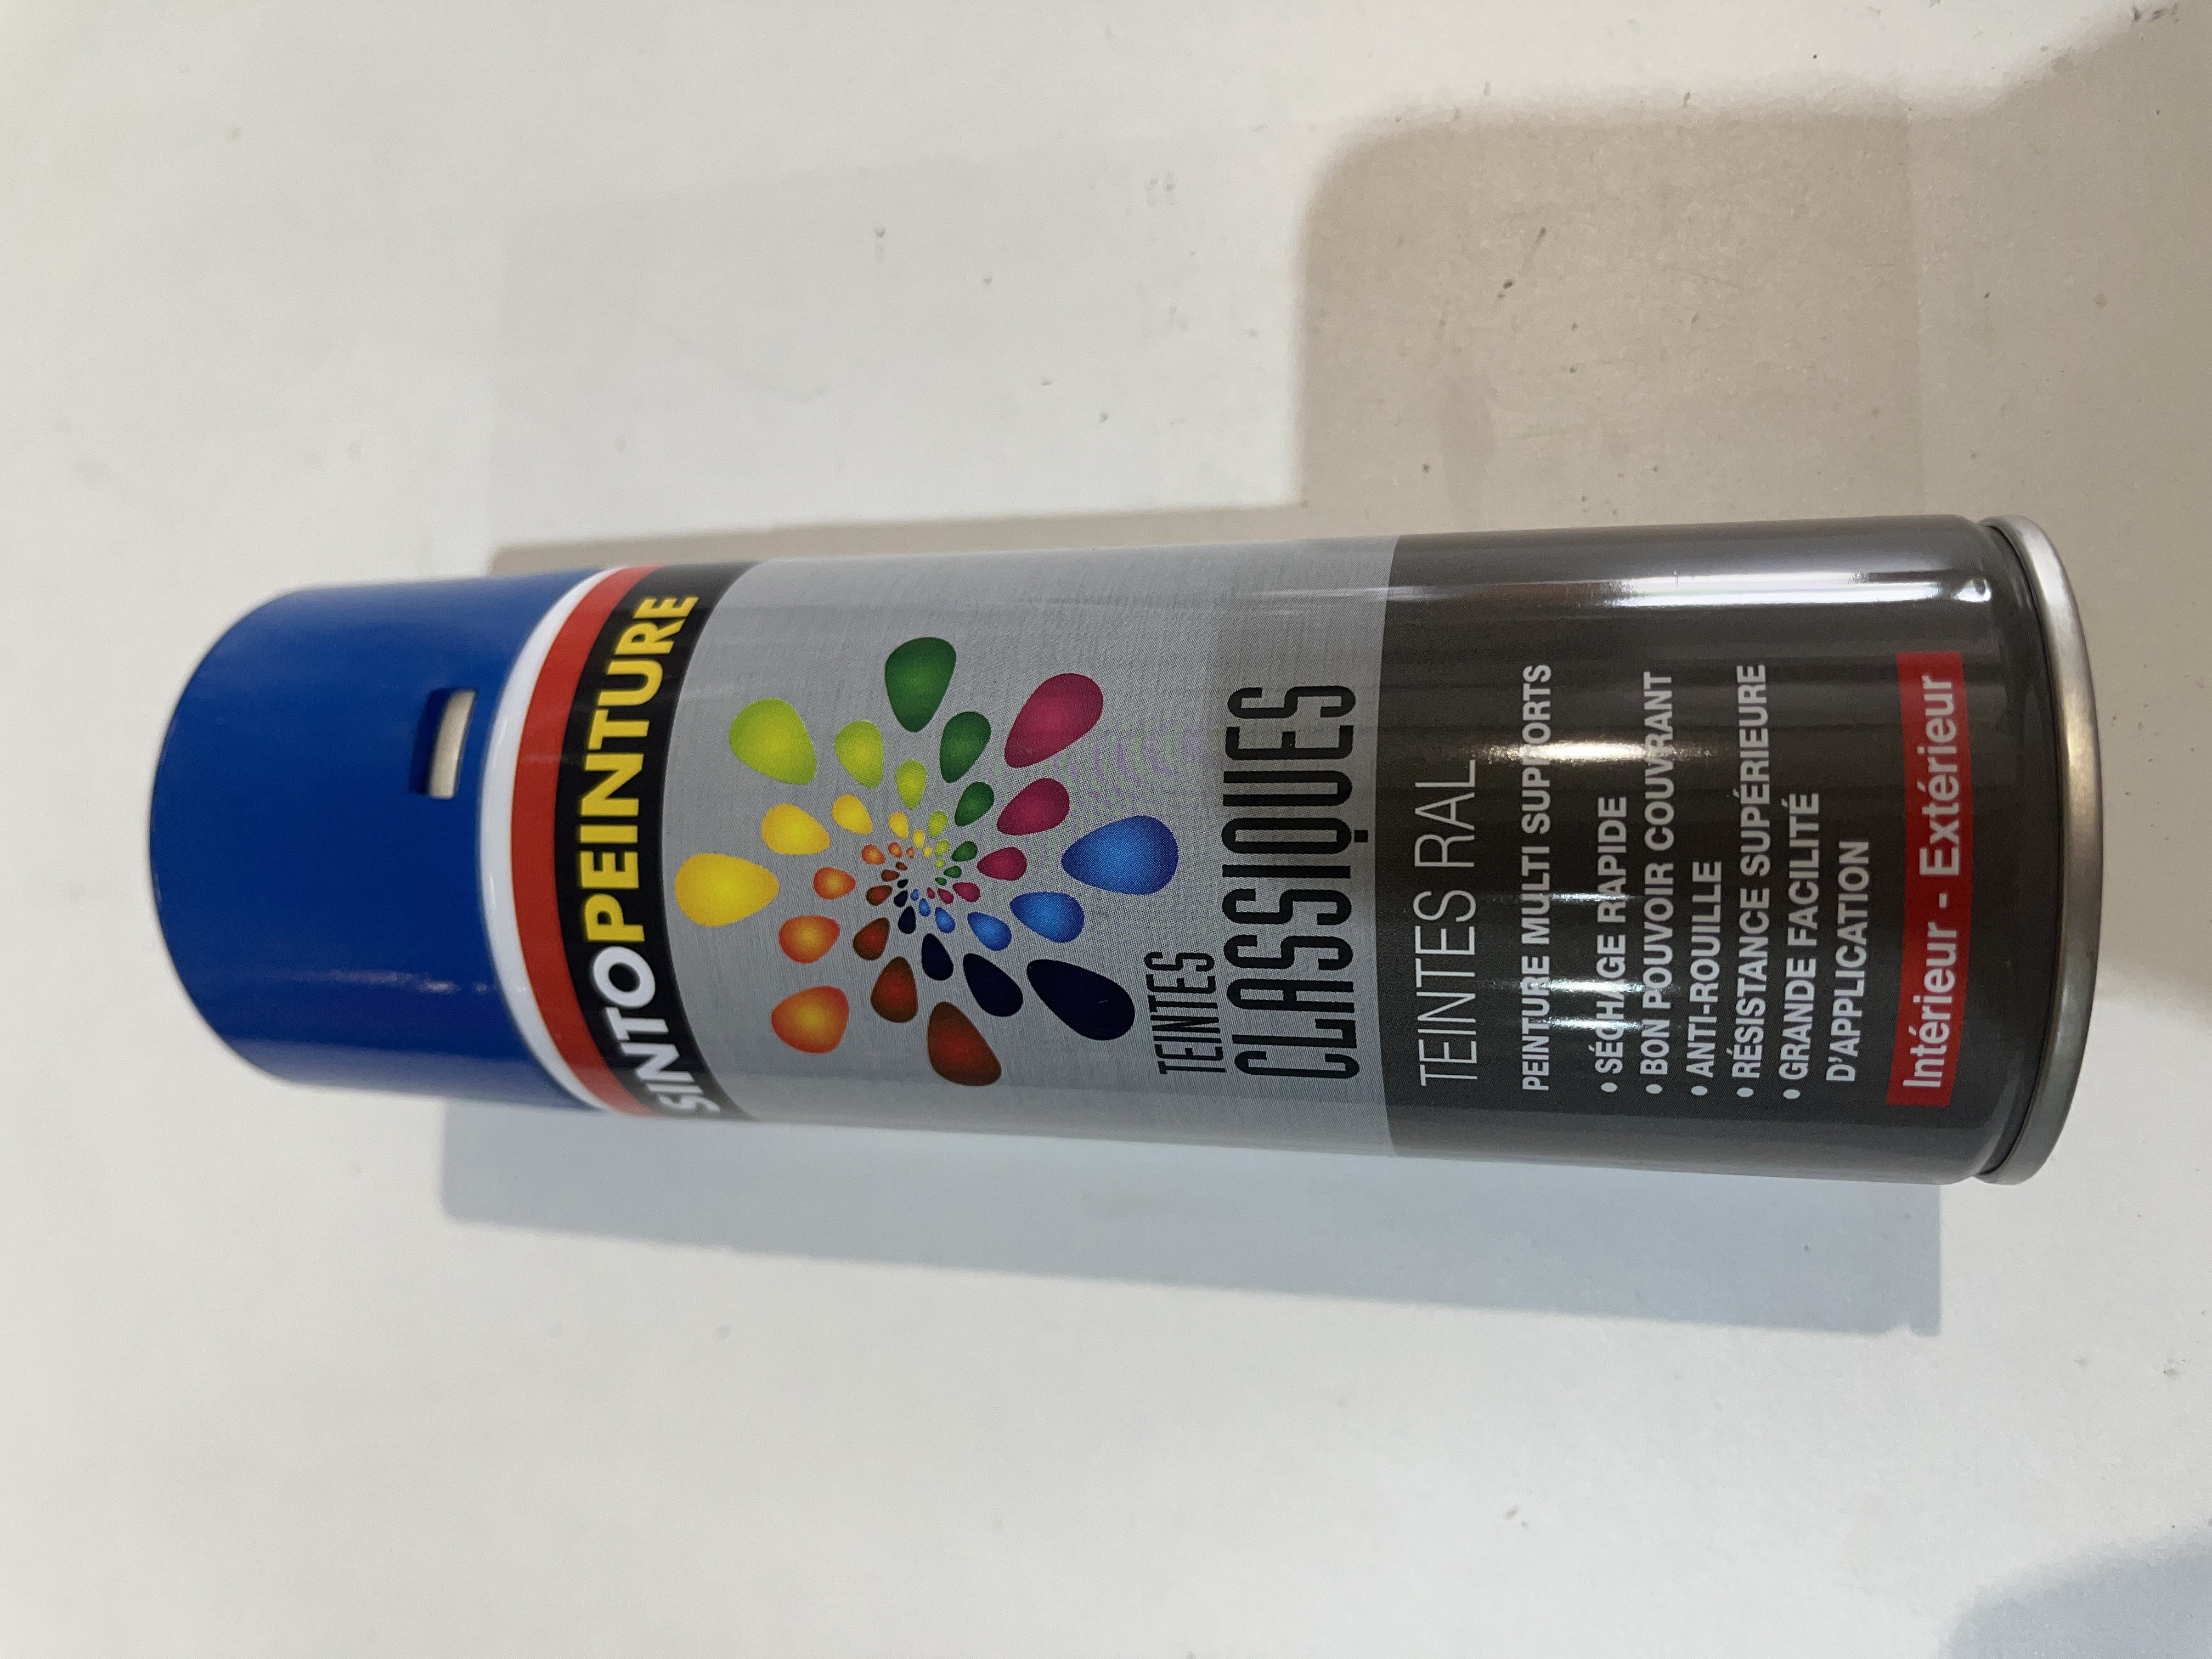 SINTOPEINTURE
TEINTES
CLASSIQUES
TEINTES RAL
PEINTURE MULTI SUPPORTS
• SÉCHAGE RAPIDE
• BON POUVOIR COUVRANT
• ANTI-ROUILLE
• RÉSISTANCE SUPÉRIEURE
• GRANDE FACILITÉ
D'APPLICATION
Intérieur - Extérieur